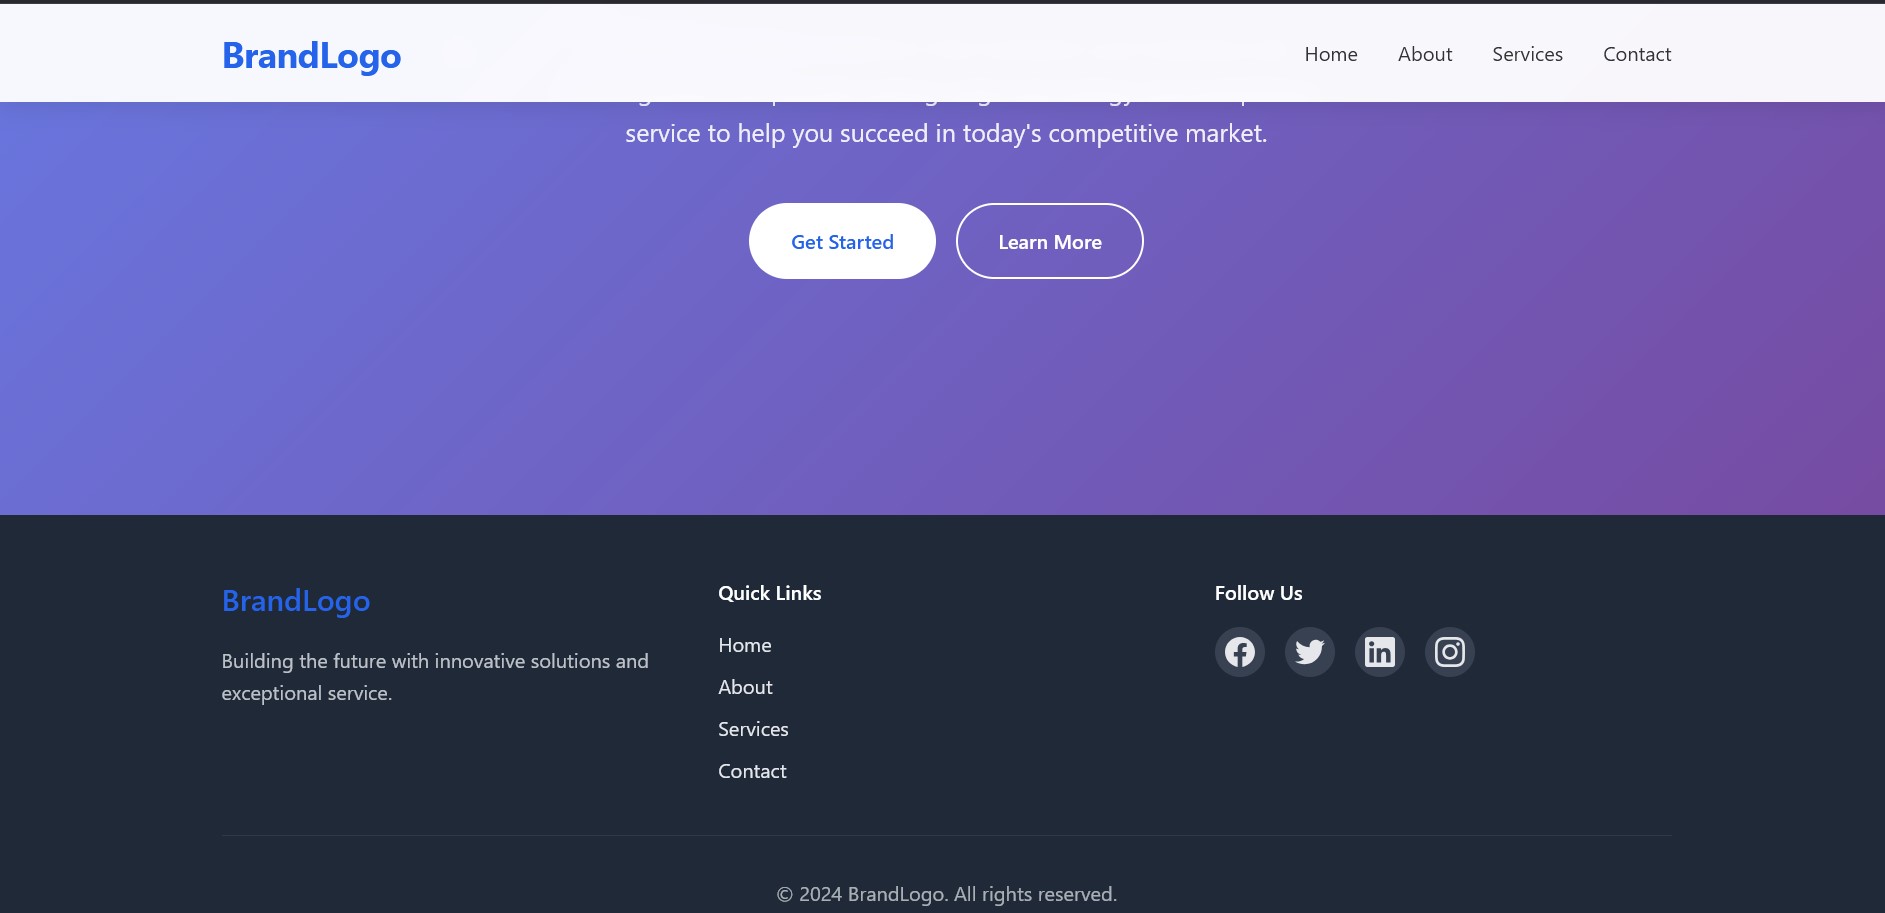 BrandLogo
Home About Services Contact
service to help you succeed in today's competitive market.
Get Started Learn More
BrandLogo
Building the future with innovative solutions and
exceptional service.
Quick Links
Home
About
Services
Contact
Follow Us
© 2024 BrandLogo. All rights reserved.